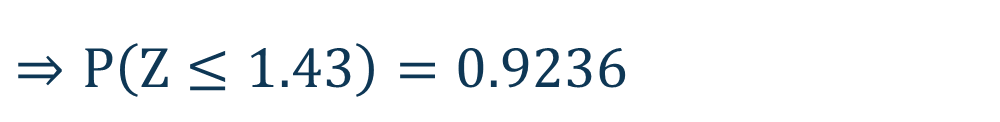 ⇒ P(Z ≤ 1.43) = 0.9236